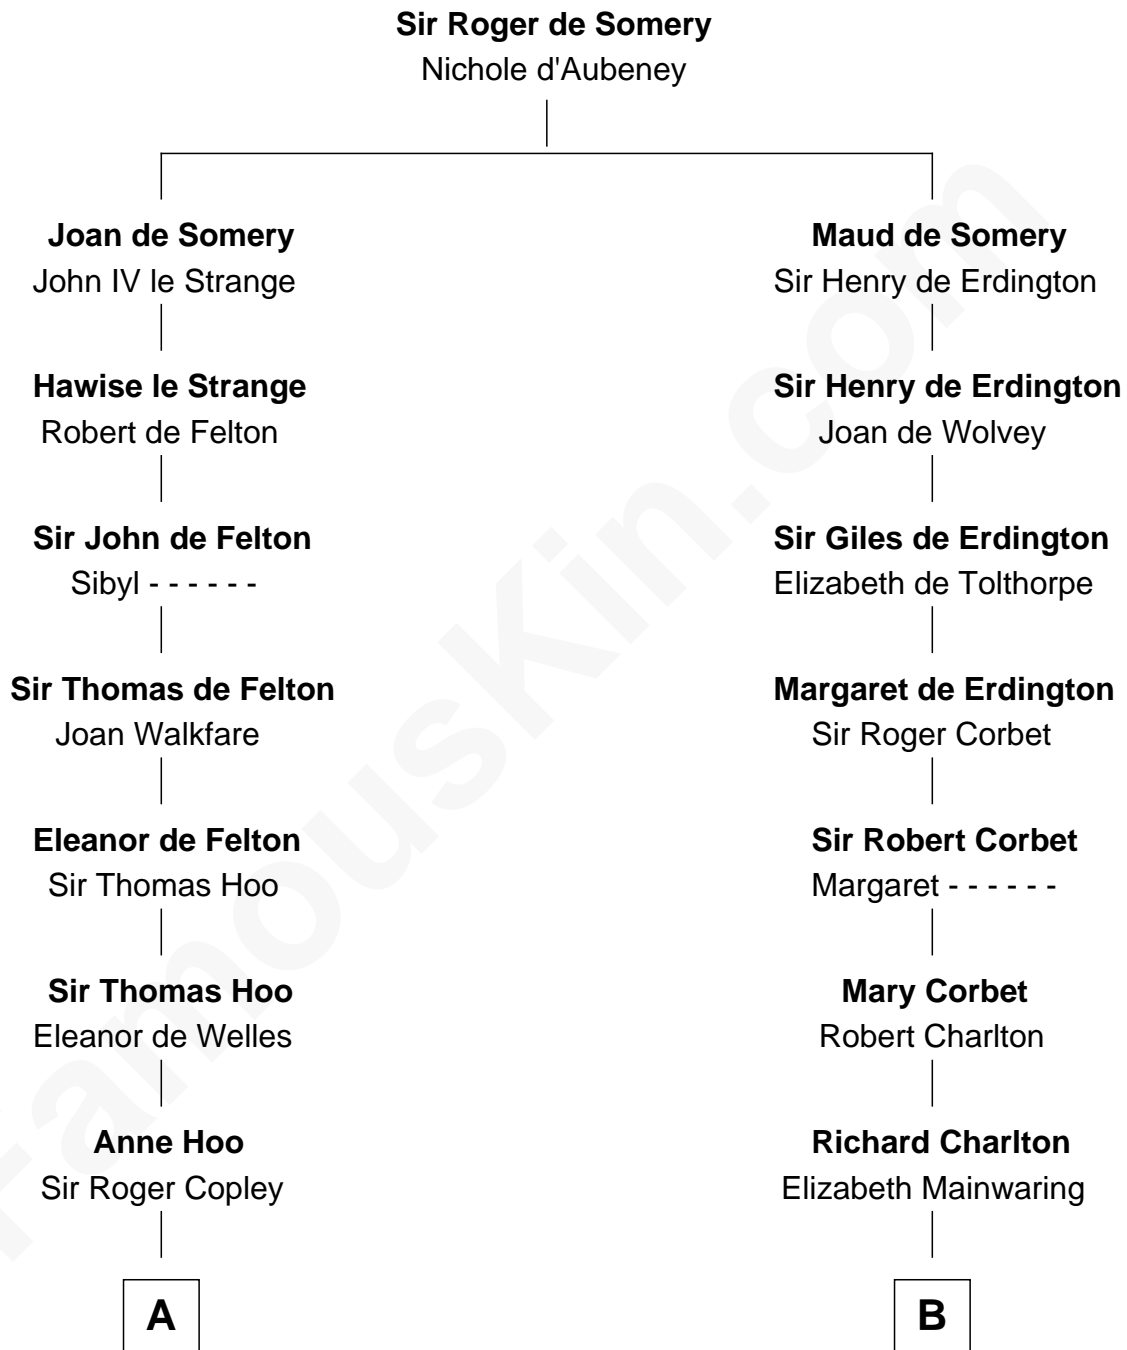 Sir Roger de Somery
Nichole d'Aubeney
Joan de Somery
John IV le Strange
Maud de Somery
Sir Henry de Erdington
Hawise le Strange
Robert de Felton
Sir Henry de Erdington
Joan de Wolvey
Sir John de Felton
Sibyl - - - - - -
Sir Giles de Erdington
Elizabeth de Tolthorpe
Sir Thomas de Felton
Joan Walkfare
Margaret de Erdington
Sir Roger Corbet
Eleanor de Felton
Sir Thomas Hoo
Sir Robert Corbet
Margaret - - - - - -
Sir Thomas Hoo
Eleanor de Welles
Mary Corbet
Robert Charlton
Anne Hoo
Sir Roger Copley
Richard Charlton
Elizabeth Mainwaring
A
B
FamousKin.com